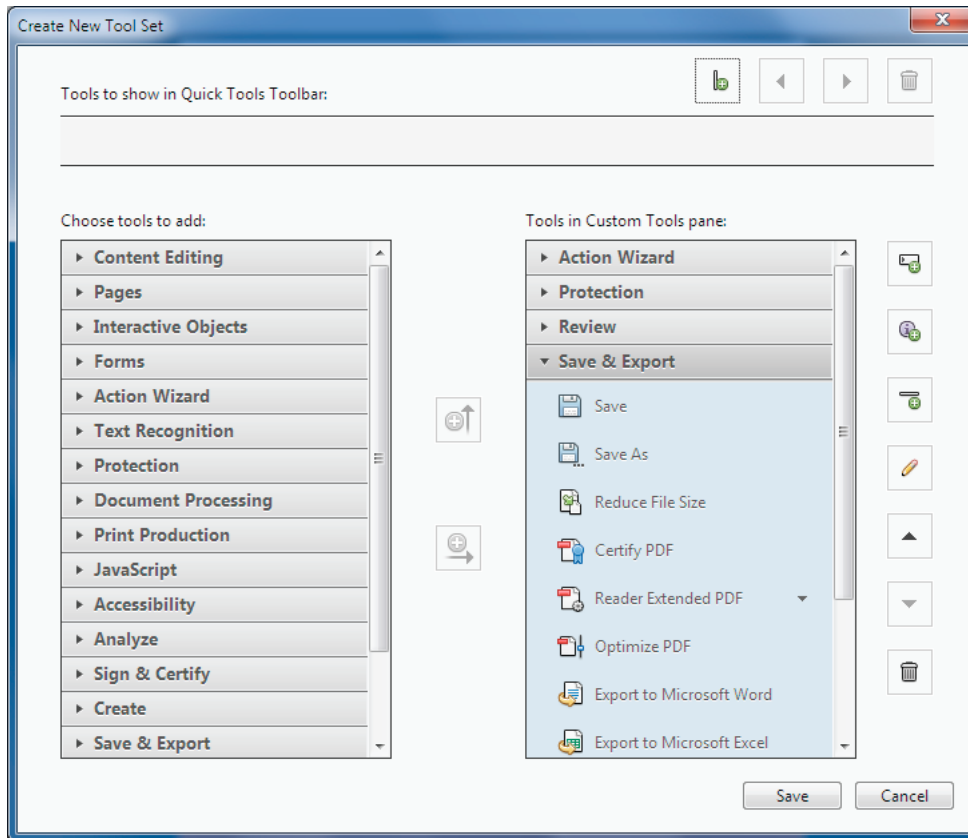 Create New Tool Set
Tools to show in Quick Tools Toolbar:
Choose tools to add:
Content Editing
Pages
Interactive Objects
Forms
Action Wizard
Text Recognition
Protection
Document Processing
Print Production
JavaScript
Accessibility
Analyze
Sign & Certify
Create
Save & Export
Tools in Custom Tools pane:
Action Wizard
Protection
Review
Save & Export
Save
Save As
Reduce File Size
Certify PDF
Reader Extended PDF
Optimize PDF
Export to Microsoft Word
Export to Microsoft Excel
Save
Cancel